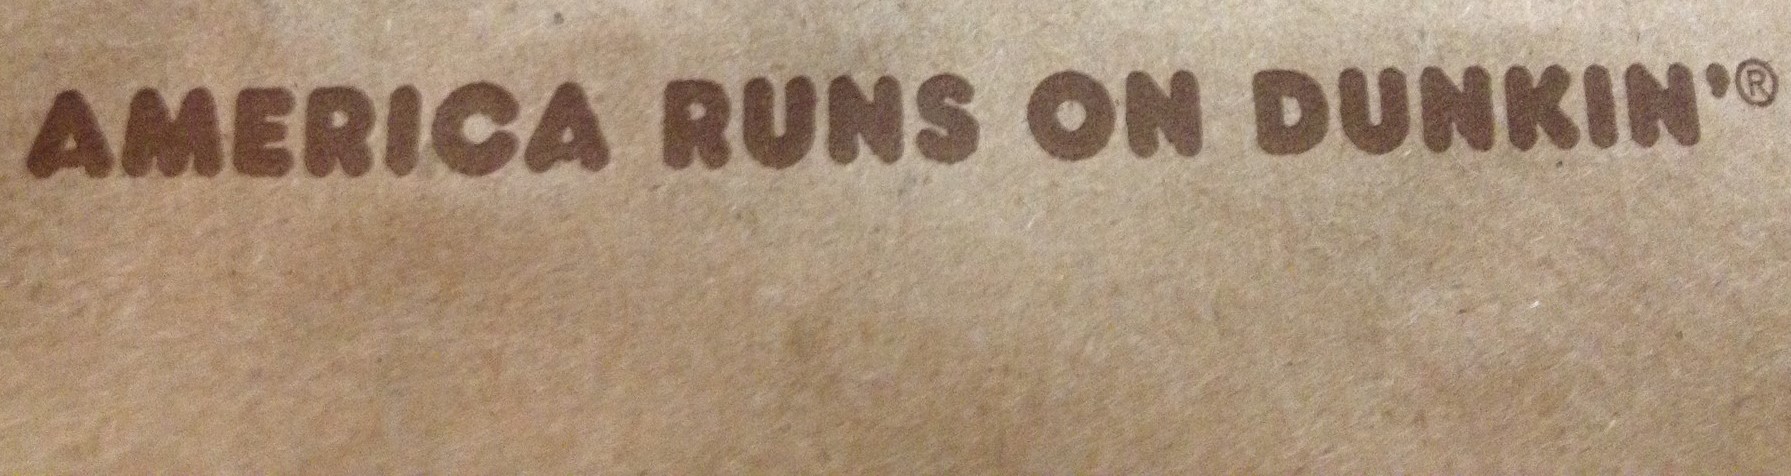 AMERICA RUNS ON DUNKIN'®